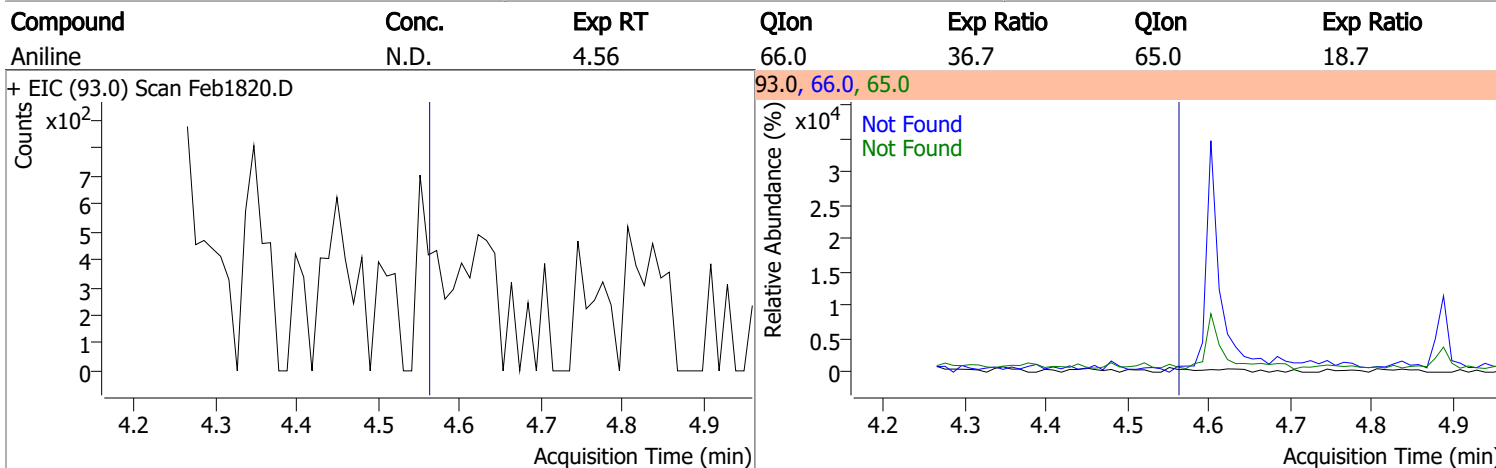 Compound Conc. Exp RT QIon Exp Ratio QIon Exp Ratio
Aniline N.D. 4.56 66.0 36.7 65.0 18.7
+ EIC (93.0) Scan Feb1820.D
Counts
x10²
7
6
5
4
3
2
1
0
4.2 4.3 4.4 4.5 4.6 4.7 4.8 4.9
Acquisition Time (min)
93.0, 66.0, 65.0
Relative Abundance (%)
x10⁴
Not Found
Not Found
3
2.5
2
1.5
1
0.5
0
4.2 4.3 4.4 4.5 4.6 4.7 4.8 4.9
Acquisition Time (min)